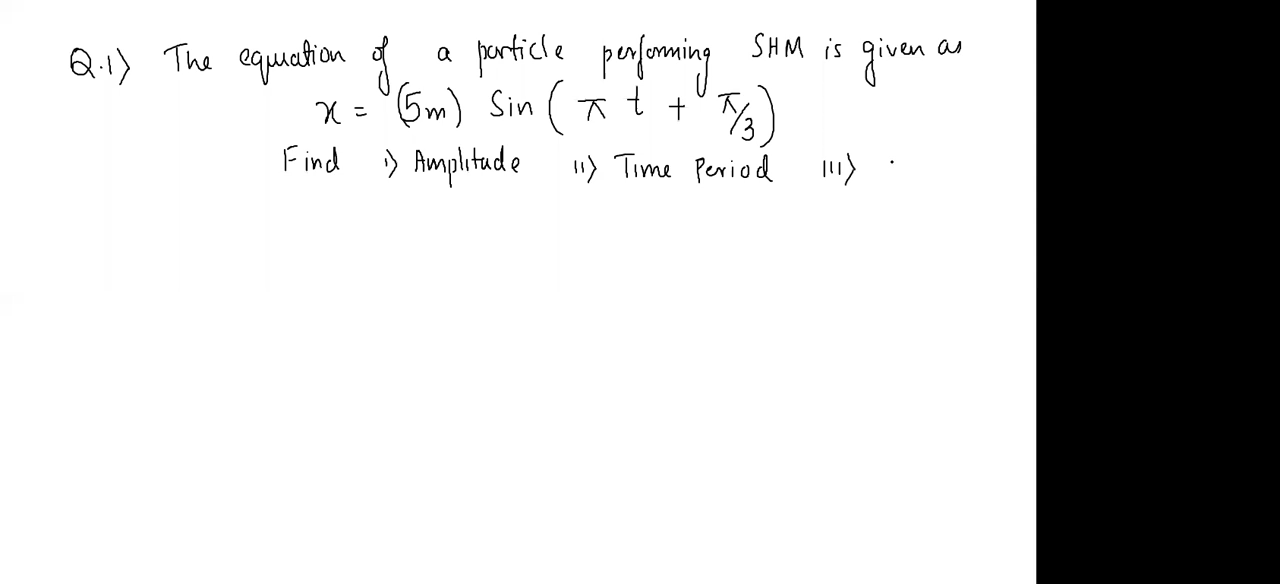 Q.1) The equation of a particle performing SHM is given as
x = (5m) Sin ( π t + π/3 )
Find i) Amplitude ii) Time Period iii)